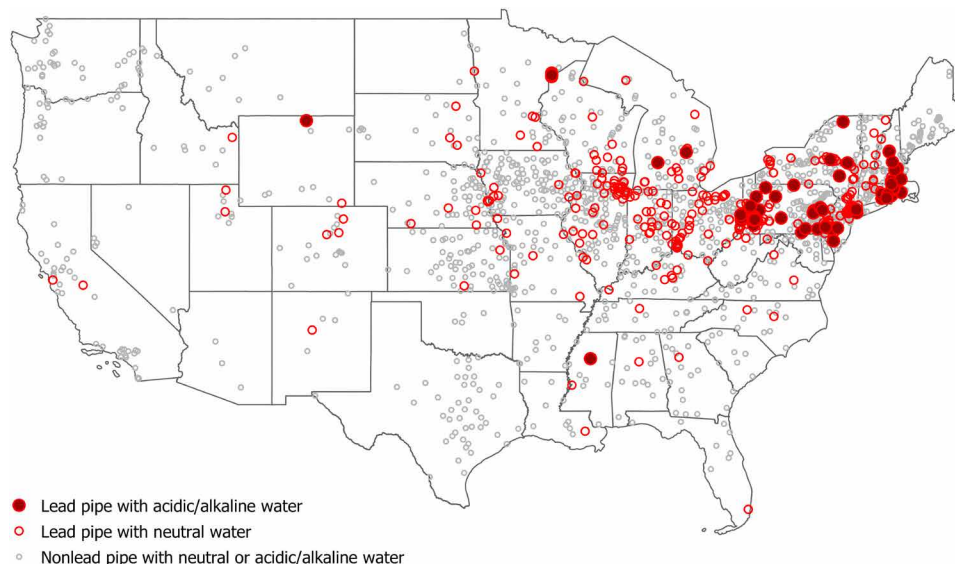 Lead pipe with acidic/alkaline water
Lead pipe with neutral water
Nonlead pipe with neutral or acidic/alkaline water